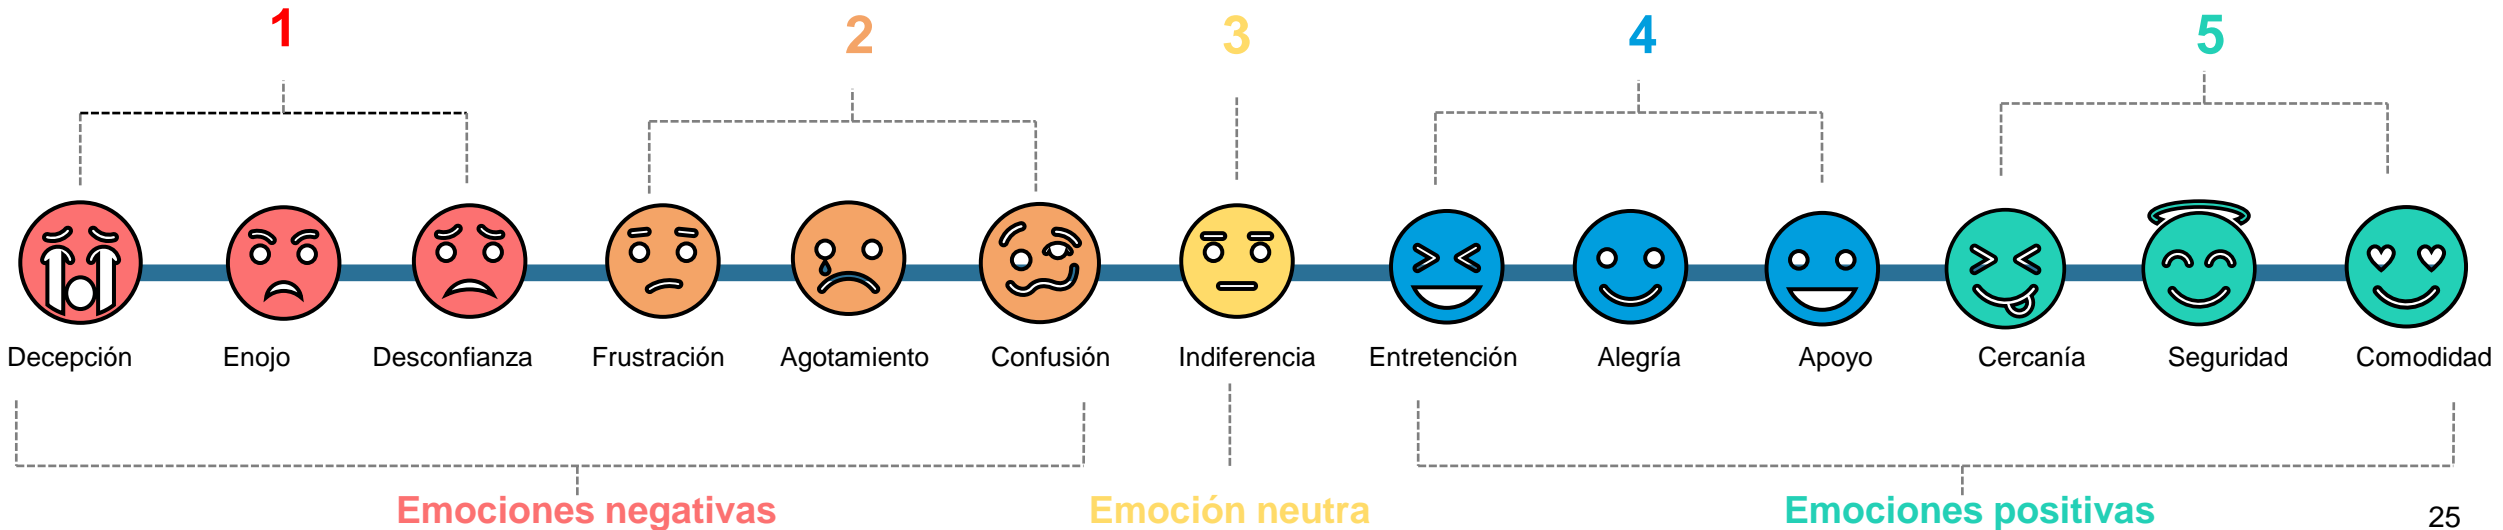 1
2
3
4
5
Decepción
Enojo
Desconfianza
Frustración
Agotamiento
Confusión
Indiferencia
Entretención
Alegría
Apoyo
Cercanía
Seguridad
Comodidad
Emociones negativas
Emoción neutra
Emociones positivas
25